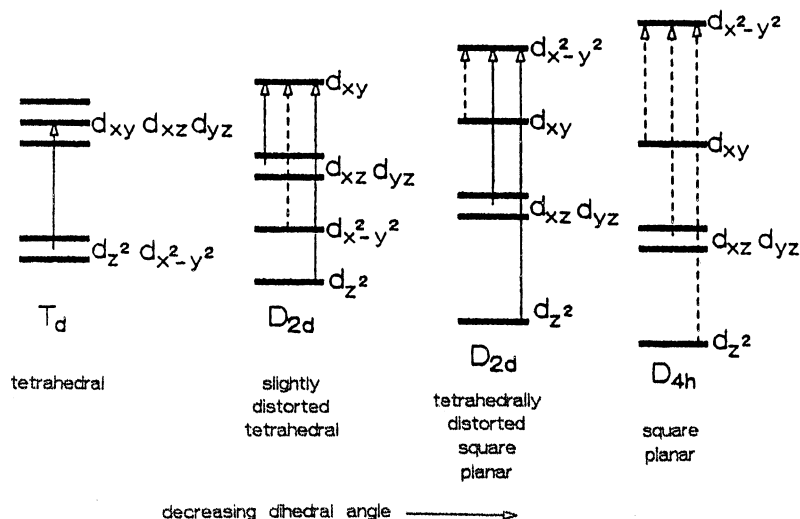 d_xy d_xz d_yz
d_z² d_x²-y²
T_d
tetrahedral
d_xy
d_xz d_yz
d_x²-y²
d_z²
D_2d
slightly
distorted
tetrahedral
d_x²-y²
d_xy
d_xz d_yz
d_z²
D_2d
tetrahedrally
distorted
square
planar
d_x²-y²
d_xy
d_xz d_yz
d_z²
D_4h
square
planar
decreasing dihedral angle